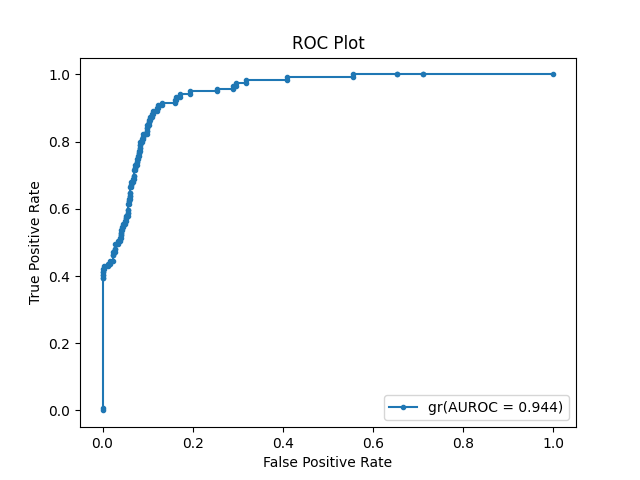 ROC Plot
1.0
0.8
0.6
0.4
0.2
0.0
True Positive Rate
gr(AUROC = 0.944)
0.0 0.2 0.4 0.6 0.8 1.0
False Positive Rate